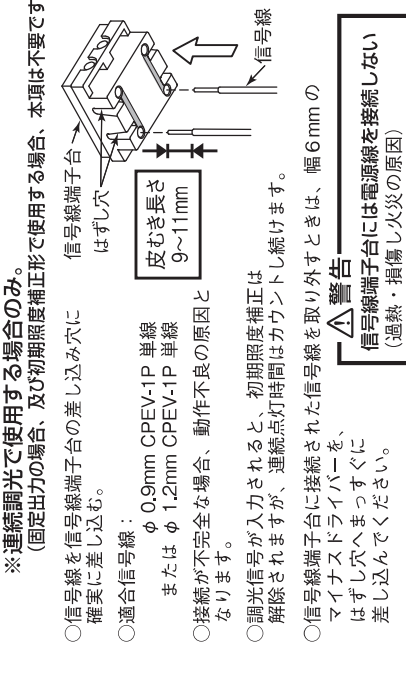 ※連続調光で使用する場合のみ。
(固定出力の場合、及び初期照度補正形で使用する場合、本項は不要です
○信号線を信号線端子台の差し込み穴に
確実に差し込む。
○適合信号線：
φ 0.9mm CPEV-1P 単線
または φ 1.2mm CPEV-1P 単線
○接続が不完全な場合、動作不良の原因と
なります。
○調光信号が入力されると、初期照度補正は
解除されますが、連続点灯時間はカウントし続けます。
○信号線端子台に接続された信号線を取り外すときは、幅6mmの
マイナスドライバーを、
はずし穴へまっすぐに
差し込んでください。
信号線端子台
はずし穴
皮むき長さ
9~11mm
信号線
警告
信号線端子台には電源線を接続しない
(過熱・損傷し火災の原因)